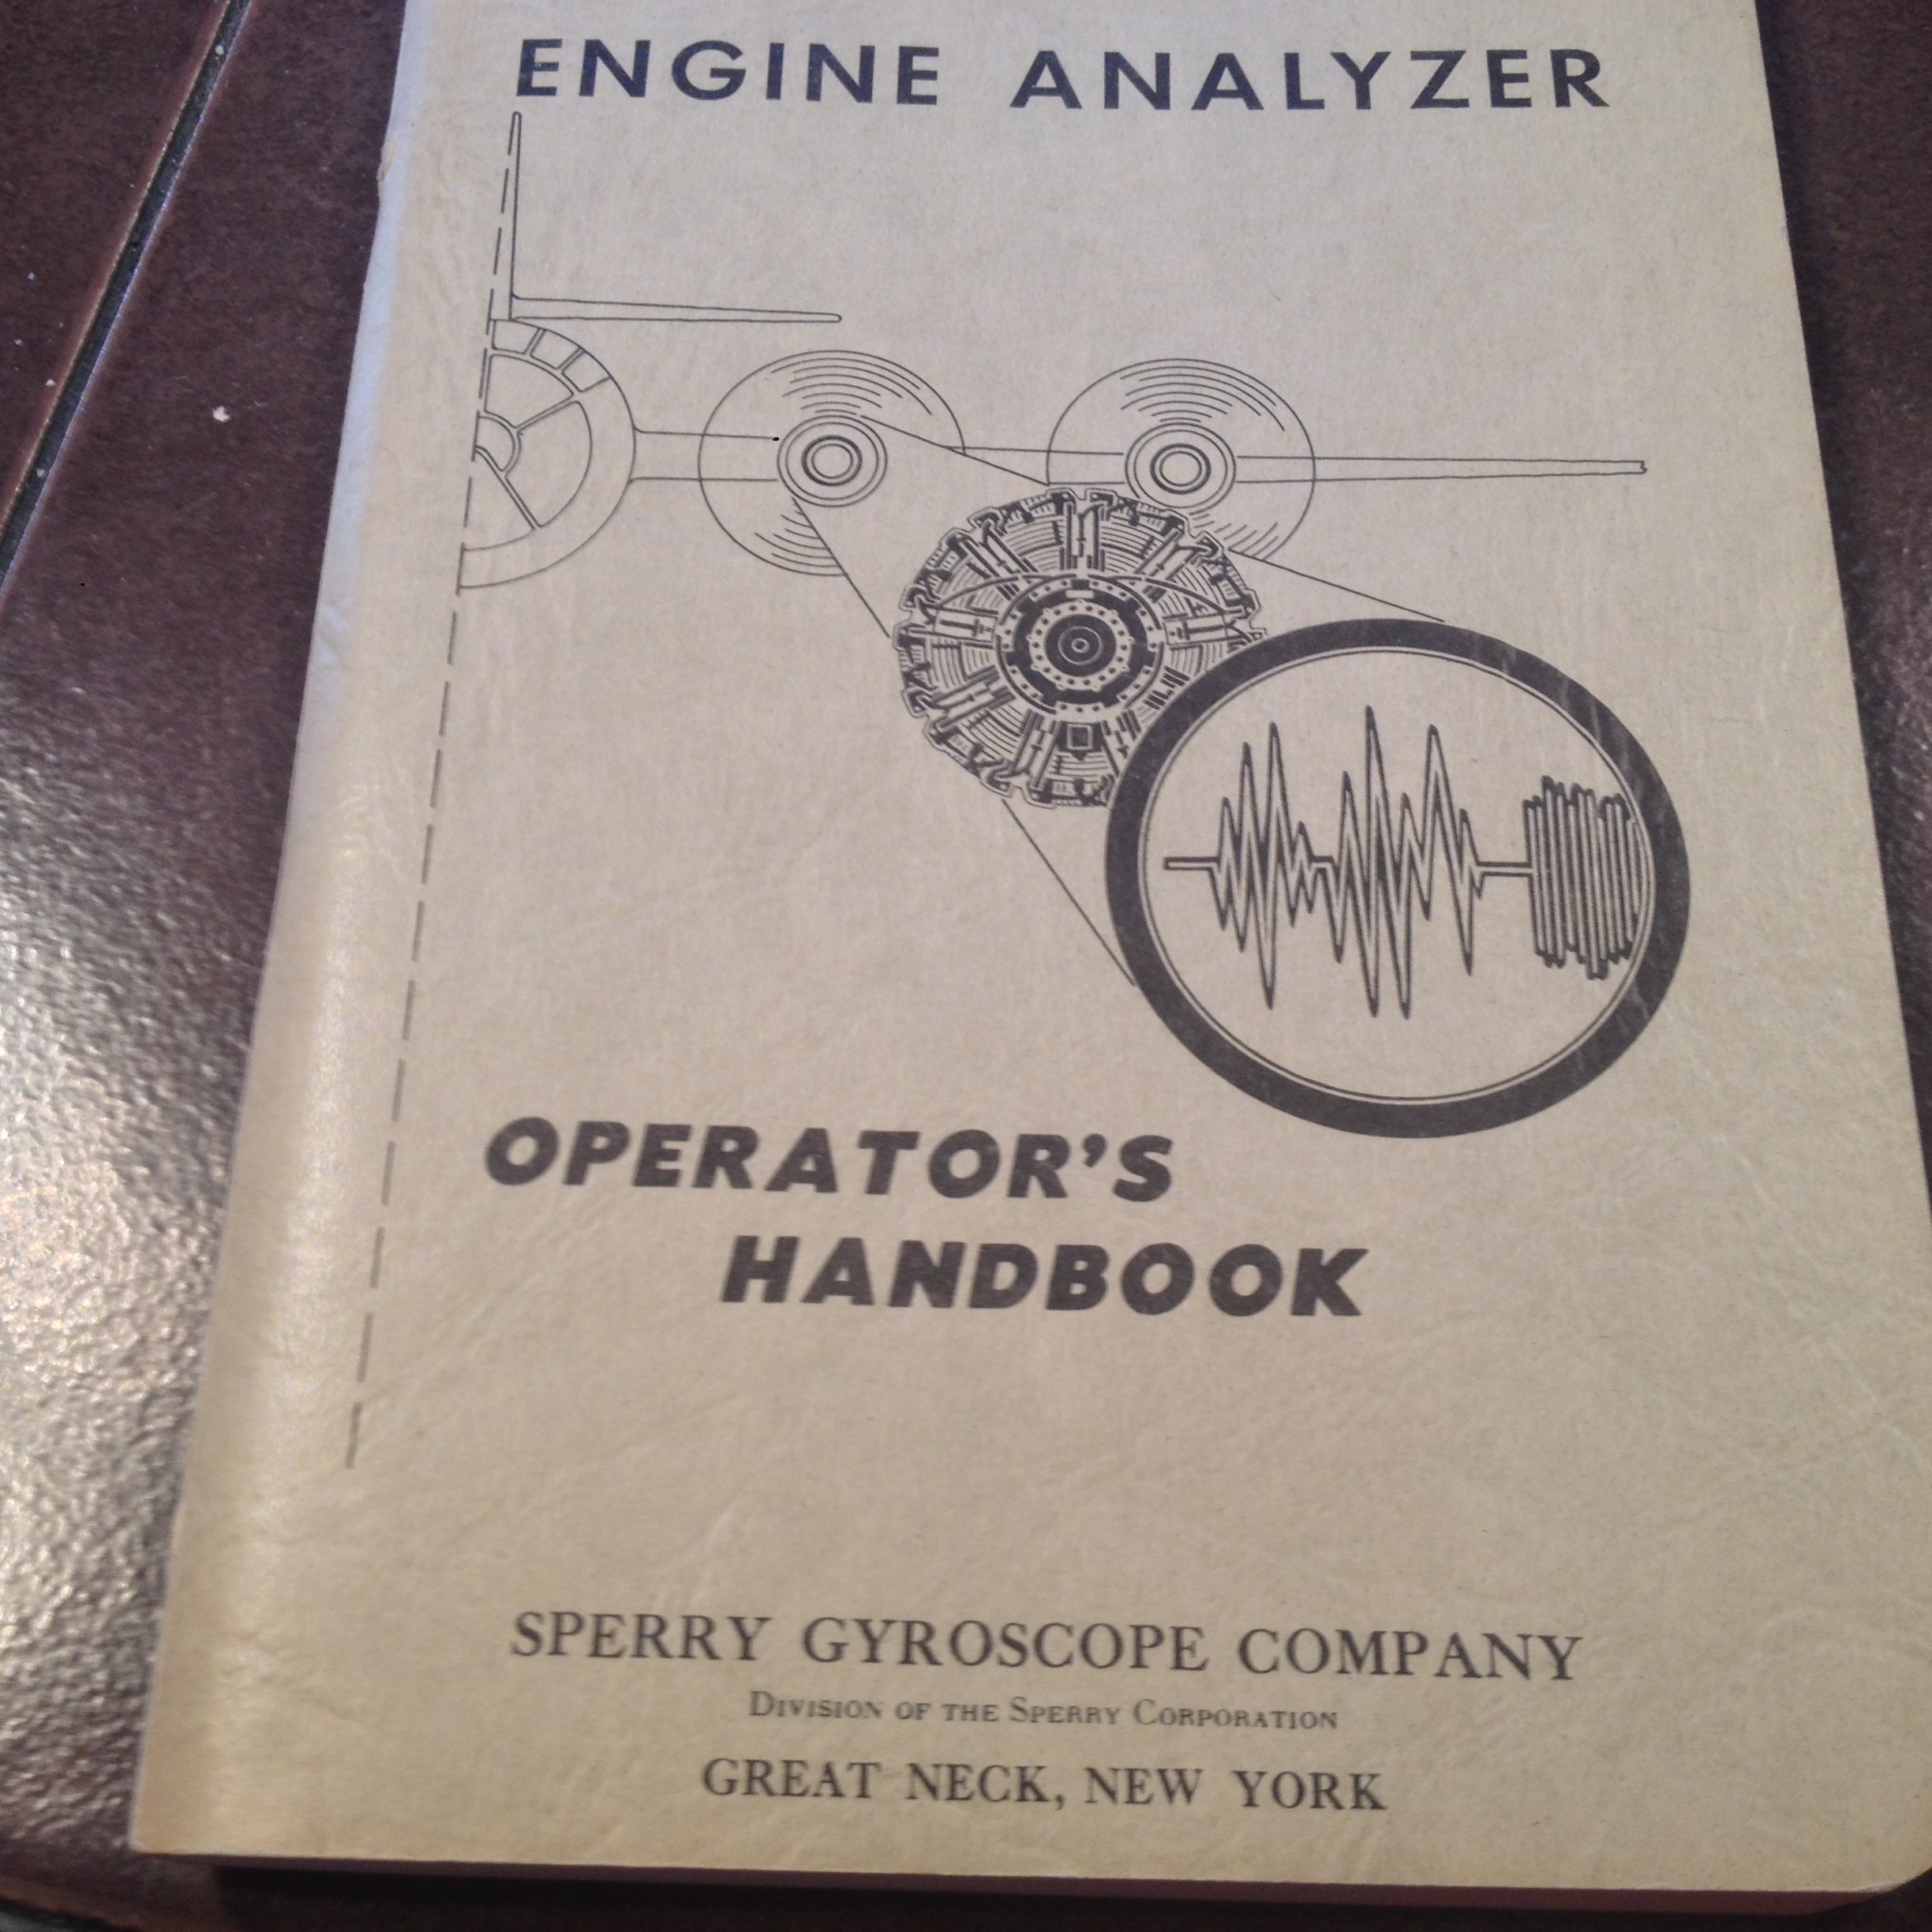 ENGINE ANALYZER
OPERATOR'S
HANDBOOK
SPERRY GYROSCOPE COMPANY
DIVISION OF THE SPERRY CORPORATION
GREAT NECK, NEW YORK